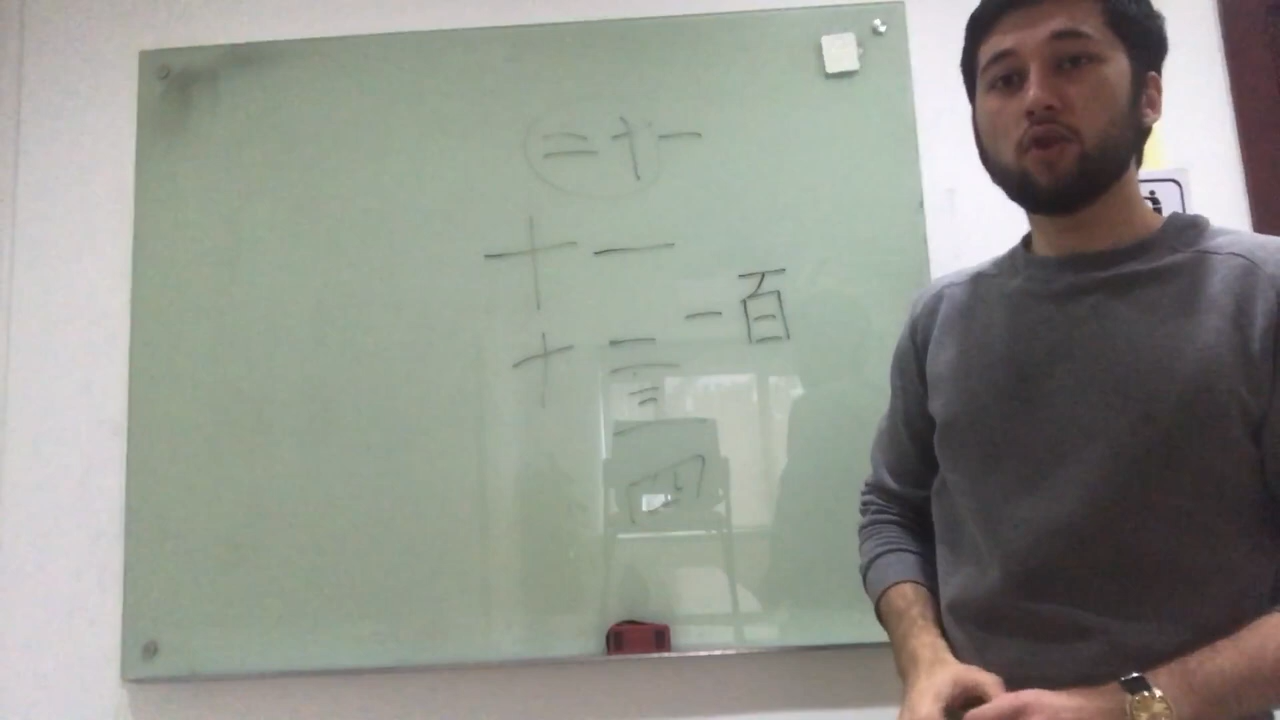 二十一
十一
一百
十二
三
四